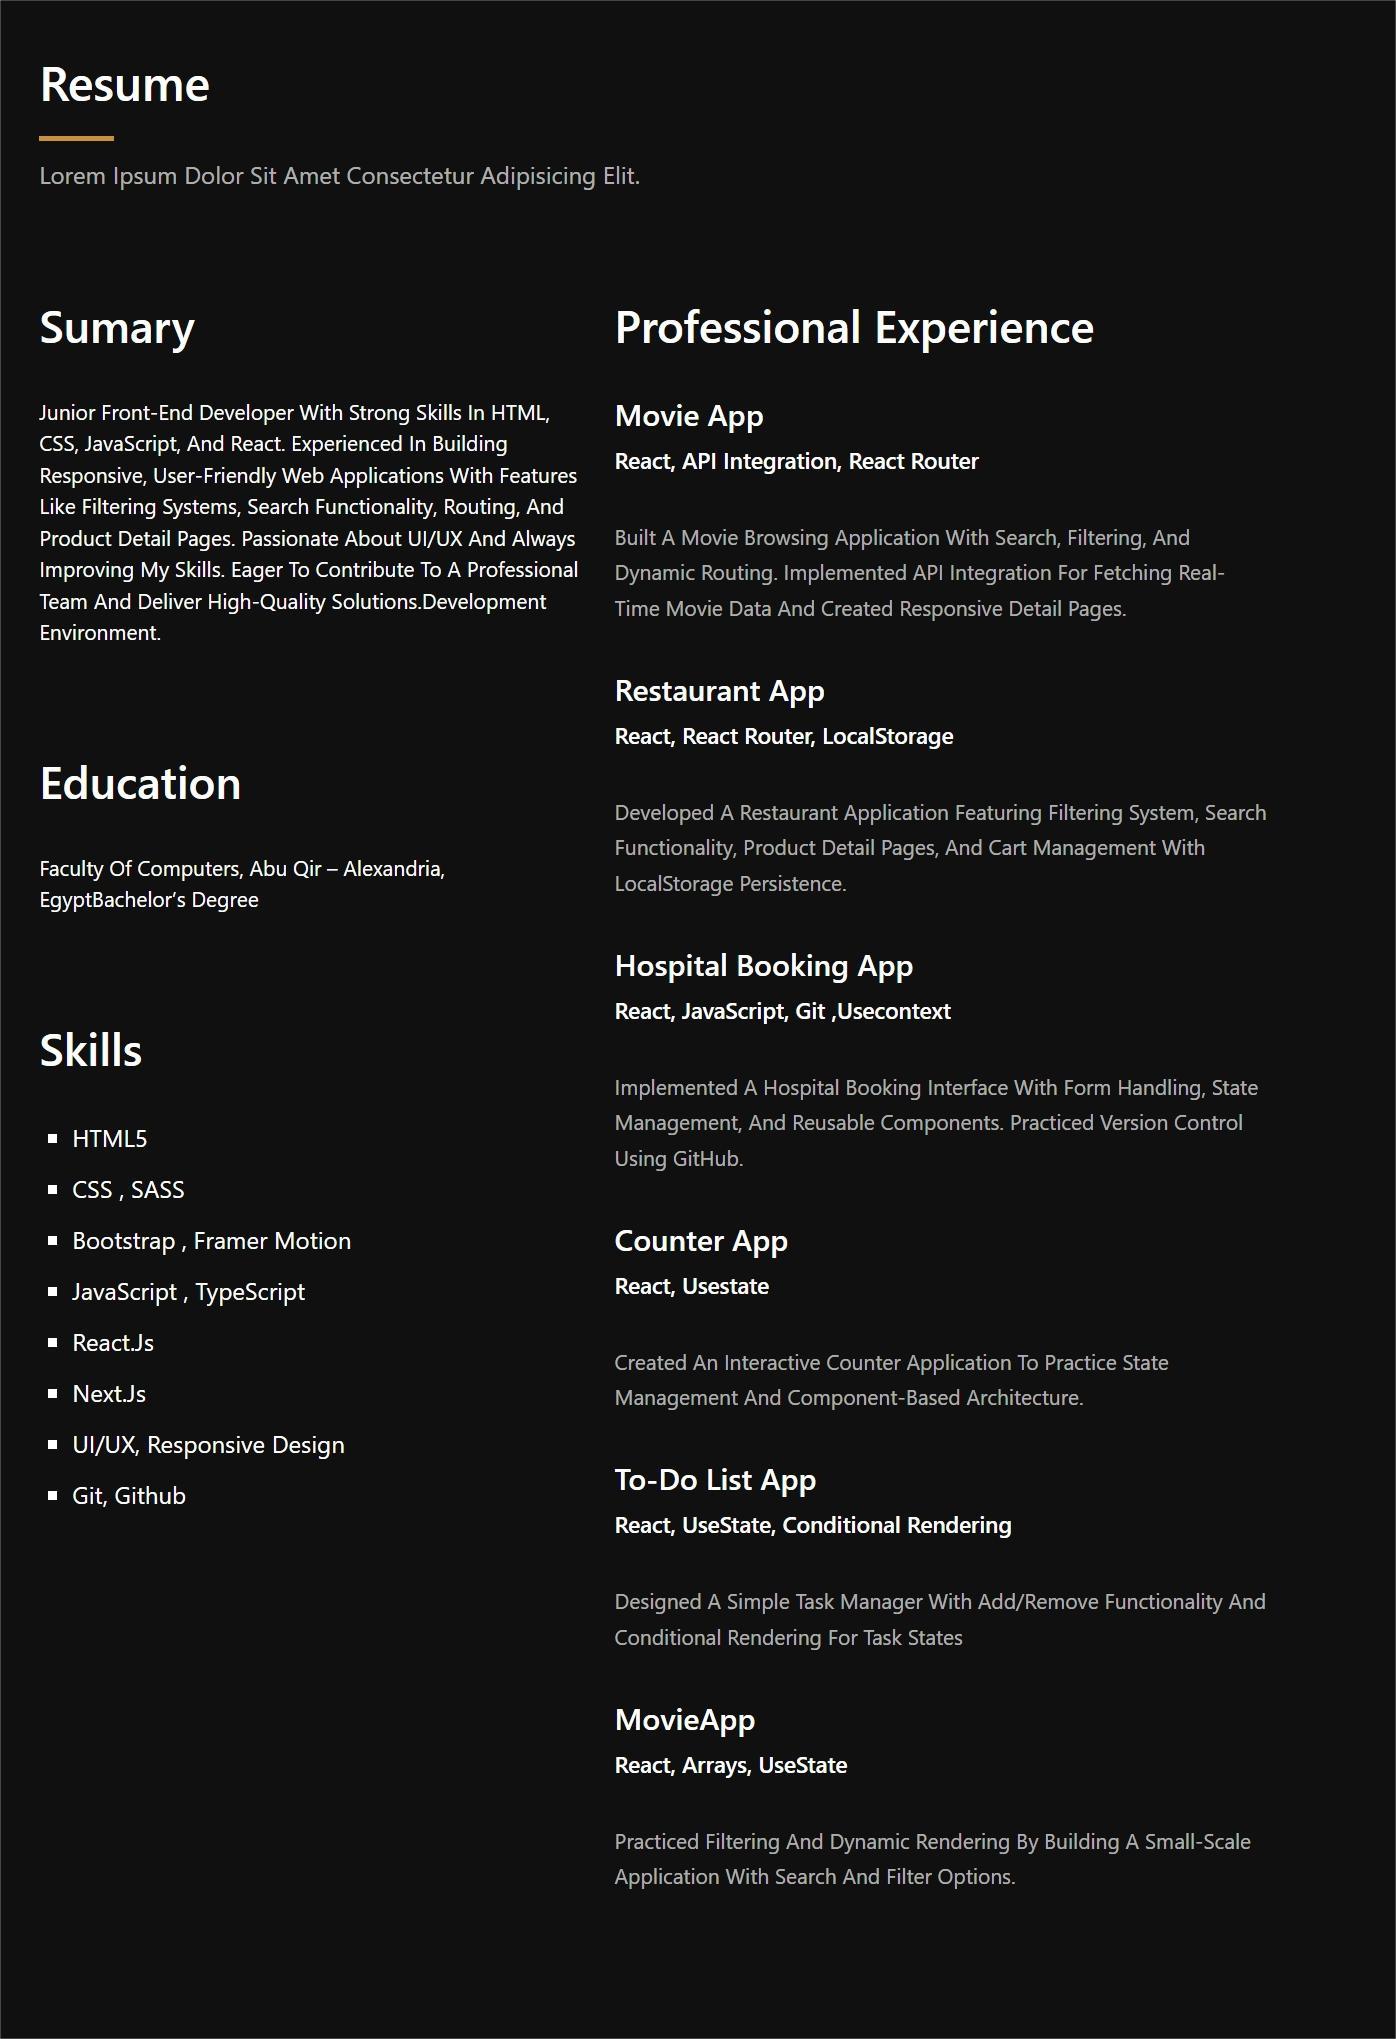 Resume
Lorem Ipsum Dolor Sit Amet Consectetur Adipisicing Elit.
Sumary
Junior Front-End Developer With Strong Skills In HTML,
CSS, JavaScript, And React. Experienced In Building
Responsive, User-Friendly Web Applications With Features
Like Filtering Systems, Search Functionality, Routing, And
Product Detail Pages. Passionate About UI/UX And Always
Improving My Skills. Eager To Contribute To A Professional
Team And Deliver High-Quality Solutions.Development
Environment.
Education
Faculty Of Computers, Abu Qir – Alexandria,
EgyptBachelor’s Degree
Skills
HTML5
CSS , SASS
Bootstrap , Framer Motion
JavaScript , TypeScript
React.Js
Next.Js
UI/UX, Responsive Design
Git, Github
Professional Experience
Movie App
React, API Integration, React Router
Built A Movie Browsing Application With Search, Filtering, And
Dynamic Routing. Implemented API Integration For Fetching Real-
Time Movie Data And Created Responsive Detail Pages.
Restaurant App
React, React Router, LocalStorage
Developed A Restaurant Application Featuring Filtering System, Search
Functionality, Product Detail Pages, And Cart Management With
LocalStorage Persistence.
Hospital Booking App
React, JavaScript, Git ,Usecontext
Implemented A Hospital Booking Interface With Form Handling, State
Management, And Reusable Components. Practiced Version Control
Using GitHub.
Counter App
React, Usestate
Created An Interactive Counter Application To Practice State
Management And Component-Based Architecture.
To-Do List App
React, UseState, Conditional Rendering
Designed A Simple Task Manager With Add/Remove Functionality And
Conditional Rendering For Task States
MovieApp
React, Arrays, UseState
Practiced Filtering And Dynamic Rendering By Building A Small-Scale
Application With Search And Filter Options.